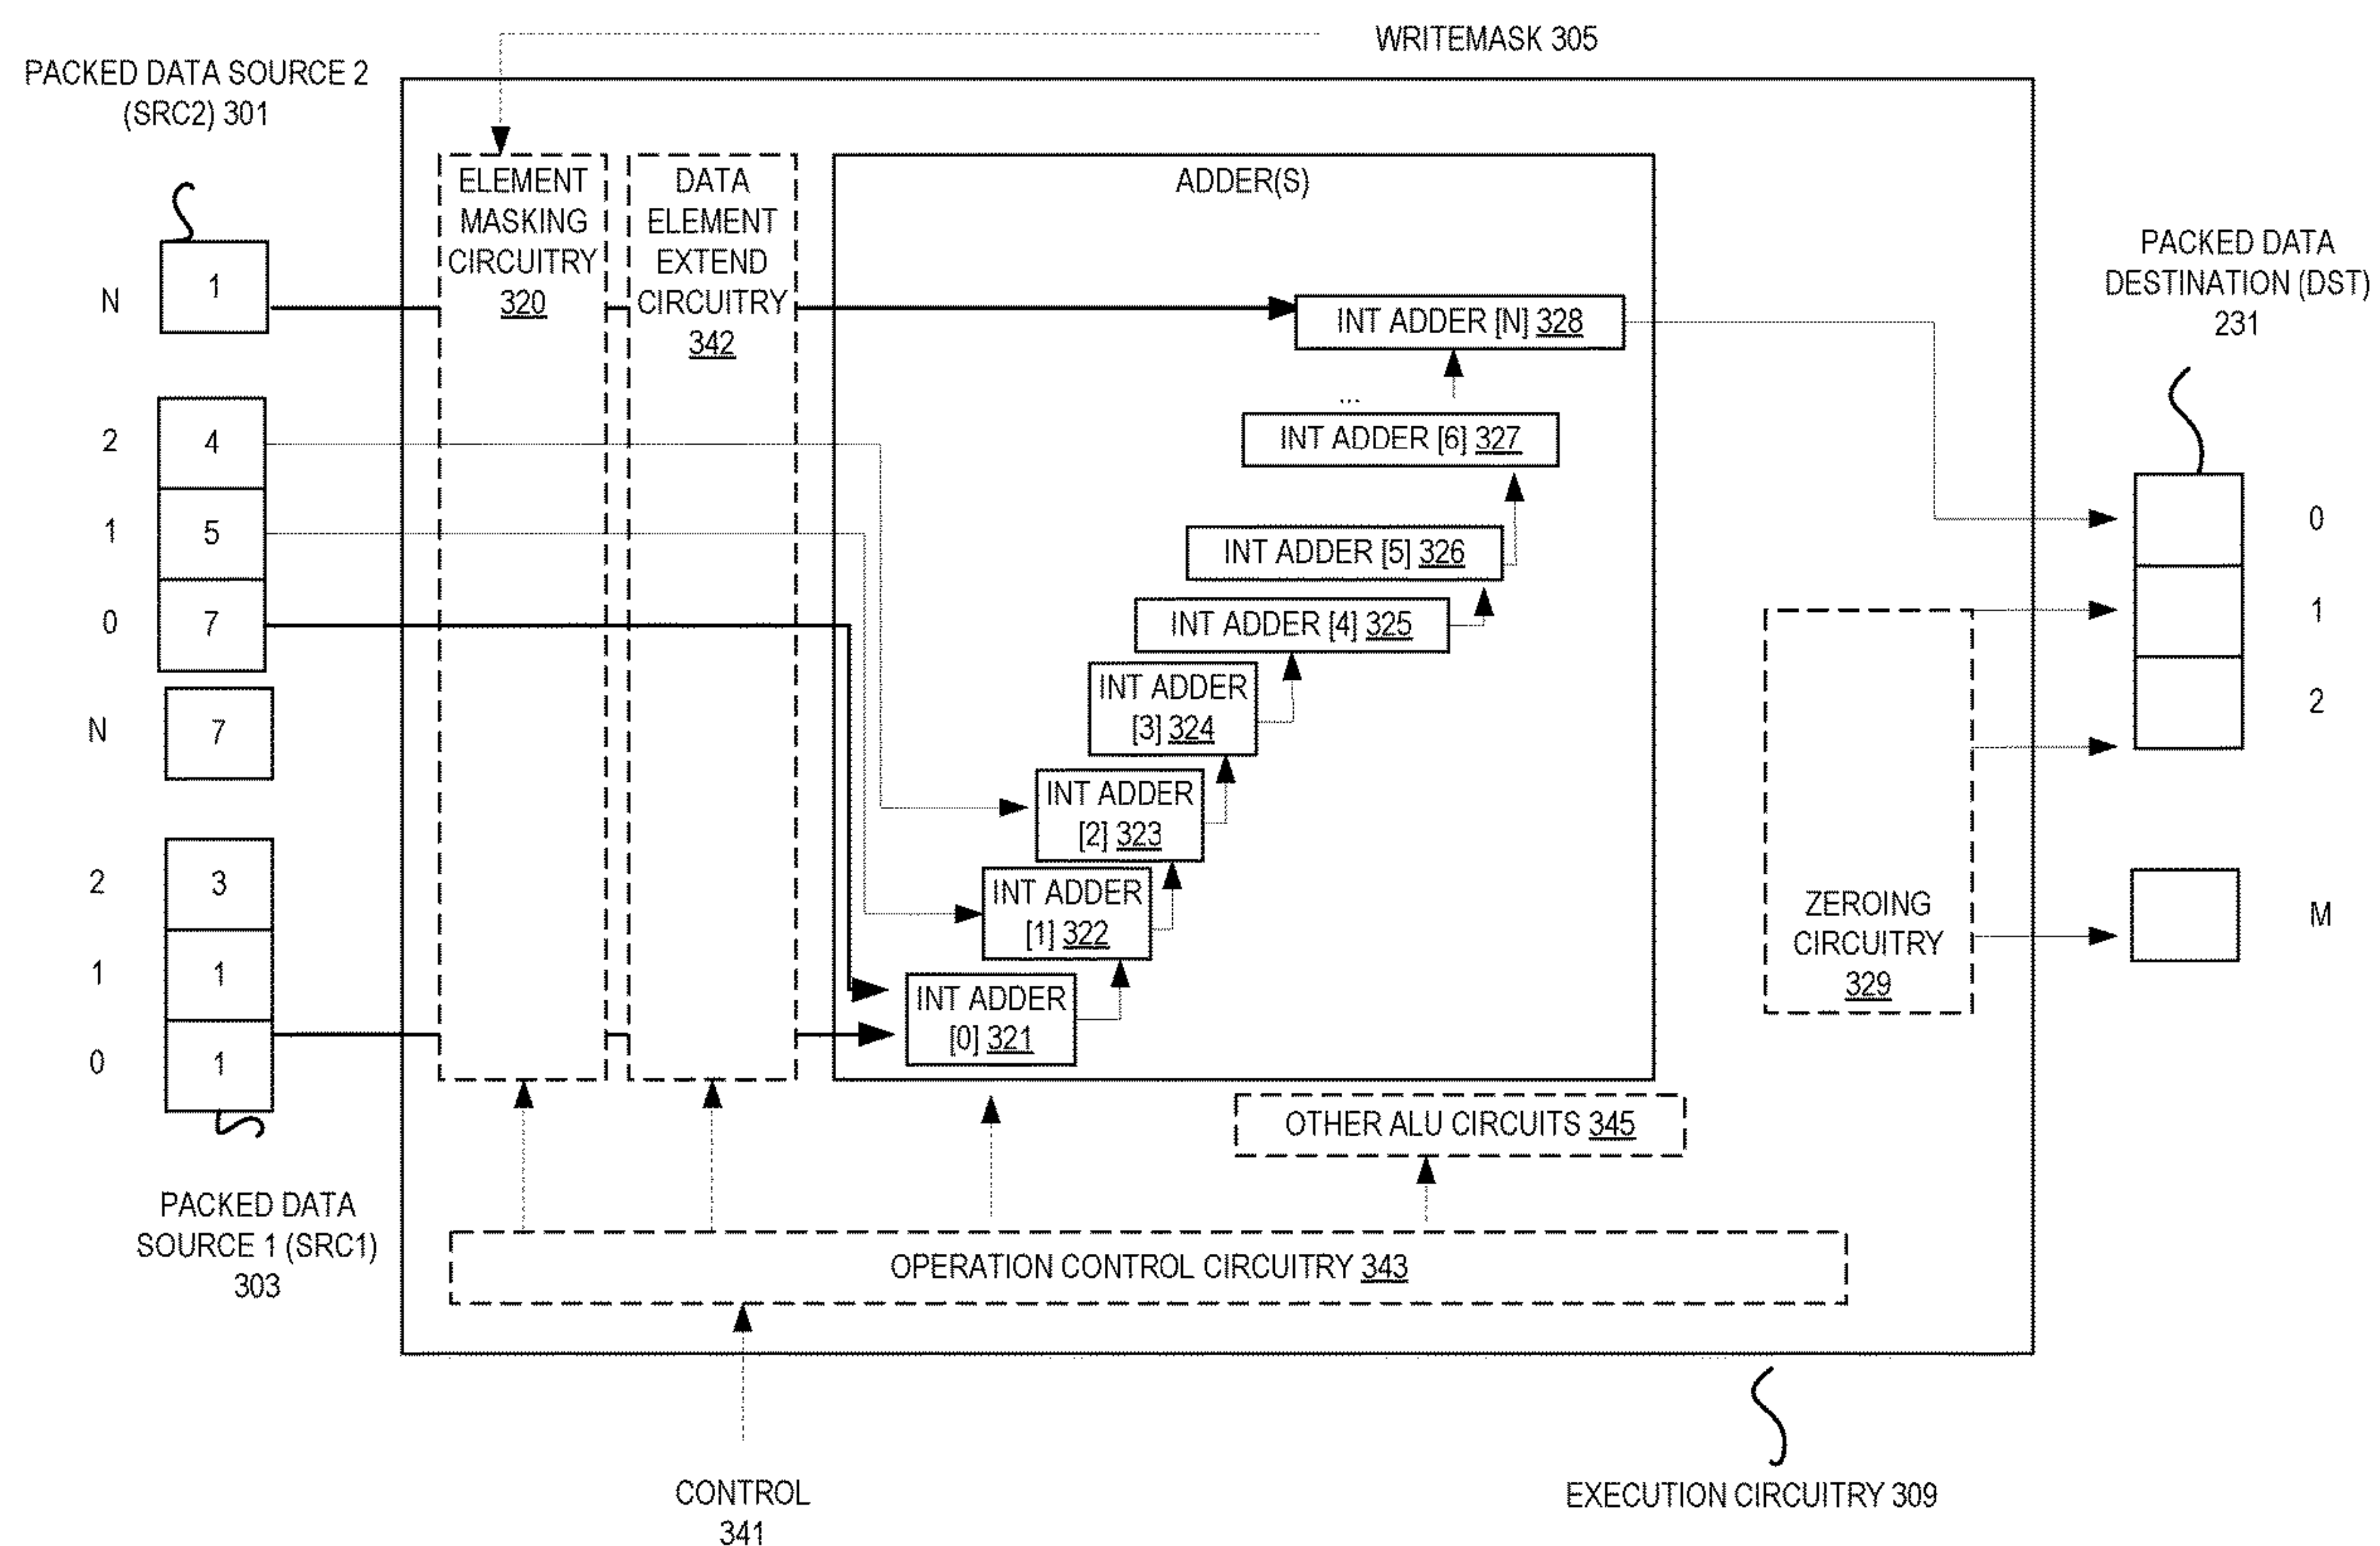 WRITEMASK 305
PACKED DATA SOURCE 2
(SRC2) 301
N
1
2
4
1
5
0
7
N
7
2
3
1
1
0
1
PACKED DATA
SOURCE 1 (SRC1)
303
ELEMENT
MASKING
CIRCUITRY
320
DATA
ELEMENT
EXTEND
CIRCUITRY
342
ADDER(S)
INT ADDER [N] 328
...
INT ADDER [6] 327
INT ADDER [5] 326
INT ADDER [4] 325
INT ADDER
[3] 324
INT ADDER
[2] 323
INT ADDER
[1] 322
INT ADDER
[0] 321
OTHER ALU CIRCUITS 345
OPERATION CONTROL CIRCUITRY 343
ZEROING
CIRCUITRY
329
PACKED DATA
DESTINATION (DST)
231
0
1
2
M
CONTROL
341
EXECUTION CIRCUITRY 309